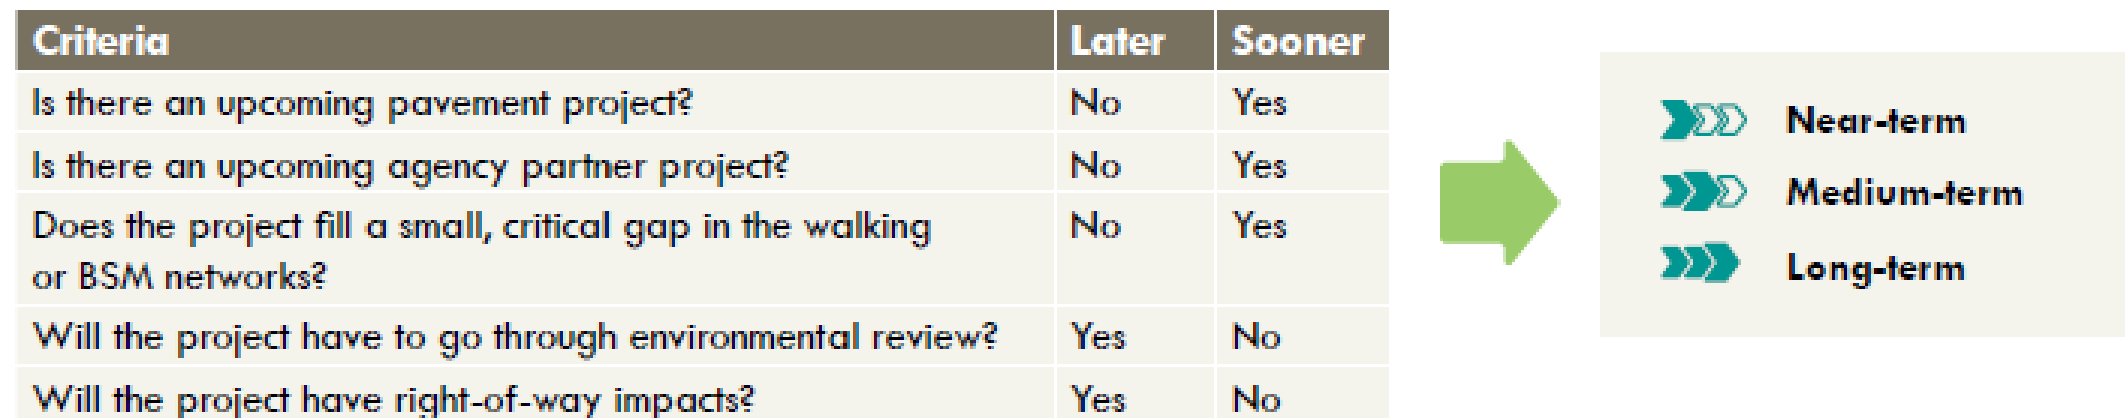 Criteria Later Sooner
Is there an upcoming pavement project? No Yes
Is there an upcoming agency partner project? No Yes
Does the project fill a small, critical gap in the walking No Yes
or BSM networks?
Will the project have to go through environmental review? Yes No
Will the project have right-of-way impacts? Yes No
Near-term
Medium-term
Long-term